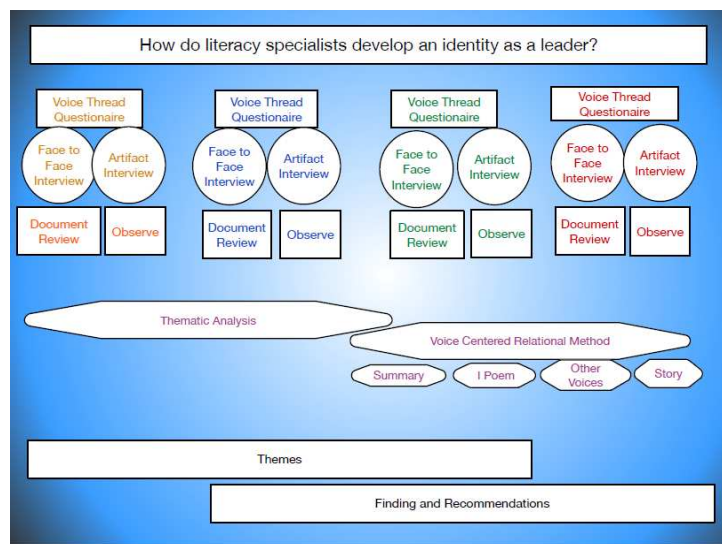 How do literacy specialists develop an identity as a leader?
Voice Thread
Questionaire
Face to
Face
Interview
Artifact
Interview
Document
Review
Observe
Voice Thread
Questionaire
Face to
Face
Interview
Artifact
Interview
Document
Review
Observe
Voice Thread
Questionaire
Face to
Face
Interview
Artifact
Interview
Document
Review
Observe
Voice Thread
Questionaire
Face to
Face
Interview
Artifact
Interview
Document
Review
Observe
Thematic Analysis
Voice Centered Relational Method
Summary
I Poem
Other
Voices
Story
Themes
Finding and Recommendations